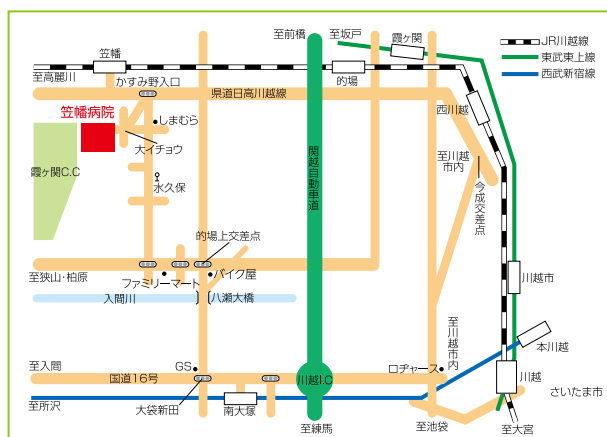 至前橋
至坂戸
霞ヶ関
JR川越線
東武東上線
西武新宿線
笠幡
至高麗川
かすみ野入口
的場
県道日高川越線
西川越
笠幡病院
しまむら
大イチョウ
関越自動車道
至川越
市内
今成交差点
霞ヶ関C.C
水久保
的場上交差点
至狭山・柏原
ファミリーマート
バイク屋
川越市
入間川
八瀬大橋
至川越市内
本川越
至入間
GS
ロヂャース
国道16号
川越I.C
川越
さいたま市
至所沢
大袋新田
南大塚
至練馬
至池袋
至大宮